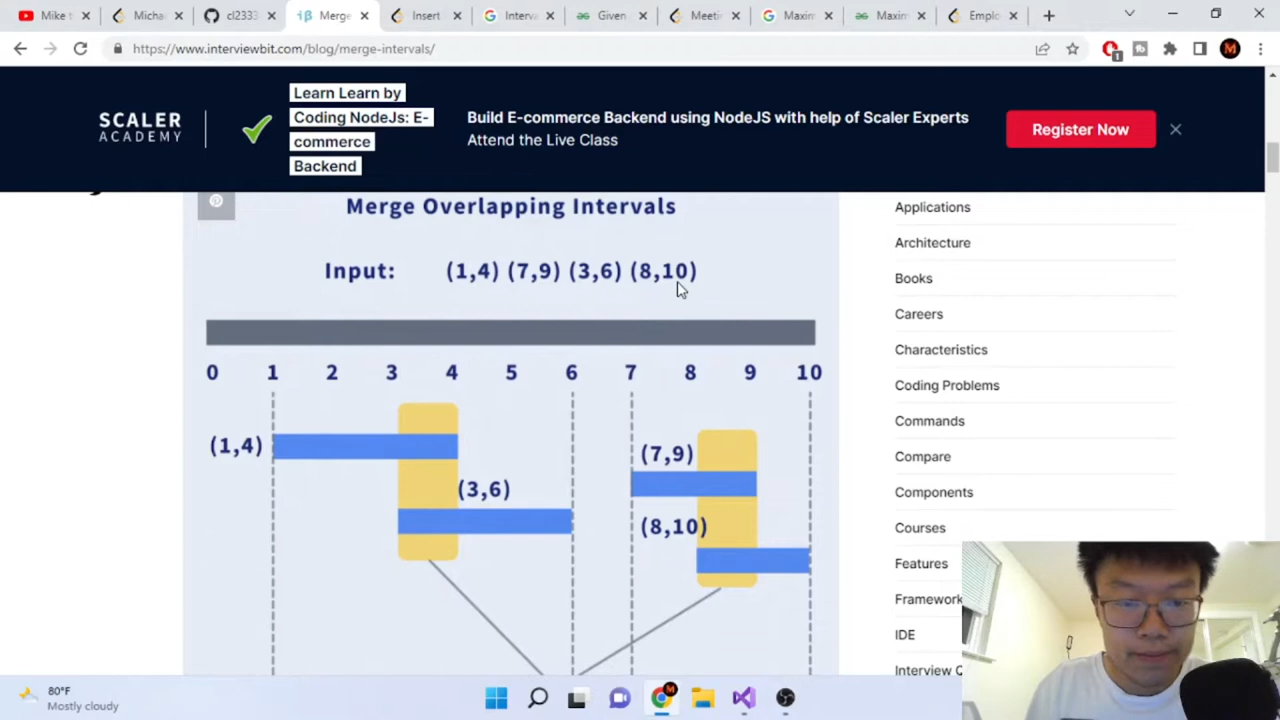 Mike t
Micha
cl2333
Merge
Insert
Interva
Given
Meetin
Maxim
Maxim
Emplo
https://www.interviewbit.com/blog/merge-intervals/
M
1
SCALER
ACADEMY
Learn Learn by
Coding NodeJs: E-
commerce
Backend
Build E-commerce Backend using NodeJS with help of Scaler Experts
Attend the Live Class
Register Now
Merge Overlapping Intervals
Input: (1,4) (7,9) (3,6) (8,10)
0 1 2 3 4 5 6 7 8 9 10
(1,4)
(7,9)
(3,6)
(8,10)
Applications
Architecture
Books
Careers
Characteristics
Coding Problems
Commands
Compare
Components
Courses
Features
Framework
IDE
Interview Q
80°F
Mostly cloudy
M